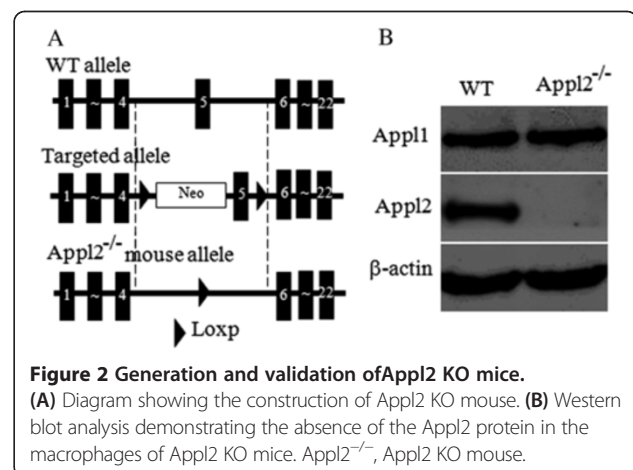 A
WT allele
1 ~ 4 5 6 ~ 22
Targeted allele
1 ~ 4 Neo 5 6 ~ 22
Appl2-/- mouse allele
1 ~ 4 6 ~ 22
Loxp
B
WT Appl2-/-
Appl1
Appl2
β-actin
Figure 2 Generation and validation ofAppl2 KO mice.
(A) Diagram showing the construction of Appl2 KO mouse. (B) Western
blot analysis demonstrating the absence of the Appl2 protein in the
macrophages of Appl2 KO mice. Appl2−/−, Appl2 KO mouse.